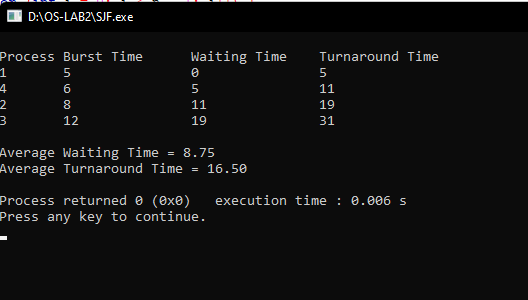 D:\OS-LAB2\SJF.exe
Process Burst Time      Waiting Time    Turnaround Time
1       5               0               5
4       6               5               11
2       8               11              19
3       12              19              31
Average Waiting Time = 8.75
Average Turnaround Time = 16.50
Process returned 0 (0x0)   execution time : 0.006 s
Press any key to continue.